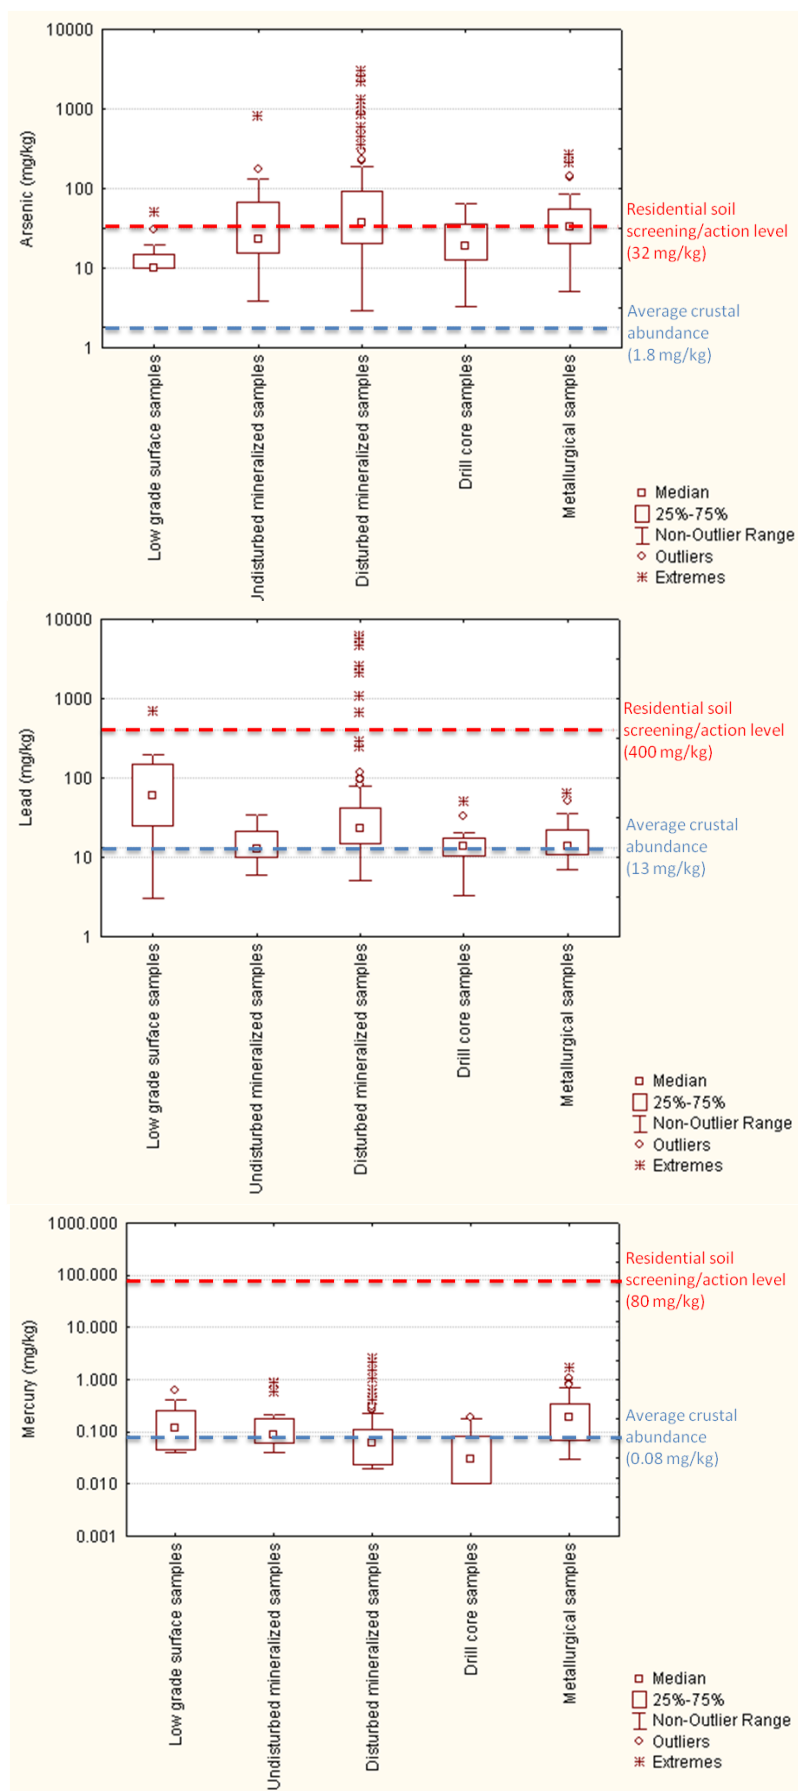 10000
1000
100
10
1
Arsenic (mg/kg)
Residential soil
screening/action level
(32 mg/kg)
Average crustal
abundance
(1.8 mg/kg)
Low grade surface samples
Undisturbed mineralized samples
Disturbed mineralized samples
Drill core samples
Metallurgical samples
Median
25%-75%
Non-Outlier Range
Outliers
Extremes
10000
1000
100
10
1
Lead (mg/kg)
Residential soil
screening/action level
(400 mg/kg)
Average crustal
abundance
(13 mg/kg)
Low grade surface samples
Undisturbed mineralized samples
Disturbed mineralized samples
Drill core samples
Metallurgical samples
Median
25%-75%
Non-Outlier Range
Outliers
Extremes
1000.000
100.000
10.000
1.000
0.100
0.010
0.001
Mercury (mg/kg)
Residential soil
screening/action level
(80 mg/kg)
Average crustal
abundance
(0.08 mg/kg)
Low grade surface samples
Undisturbed mineralized samples
Disturbed mineralized samples
Drill core samples
Metallurgical samples
Median
25%-75%
Non-Outlier Range
Outliers
Extremes